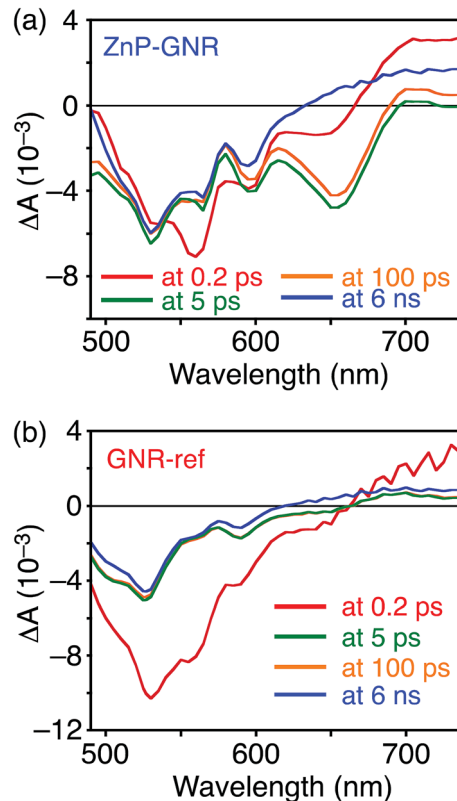 (a)
ZnP-GNR
4
0
−4
−8
ΔA (10⁻³)
at 0.2 ps
at 100 ps
at 5 ps
at 6 ns
500
600
700
Wavelength (nm)
(b)
GNR-ref
4
0
−4
−8
−12
ΔA (10⁻³)
at 0.2 ps
at 5 ps
at 100 ps
at 6 ns
500
600
700
Wavelength (nm)